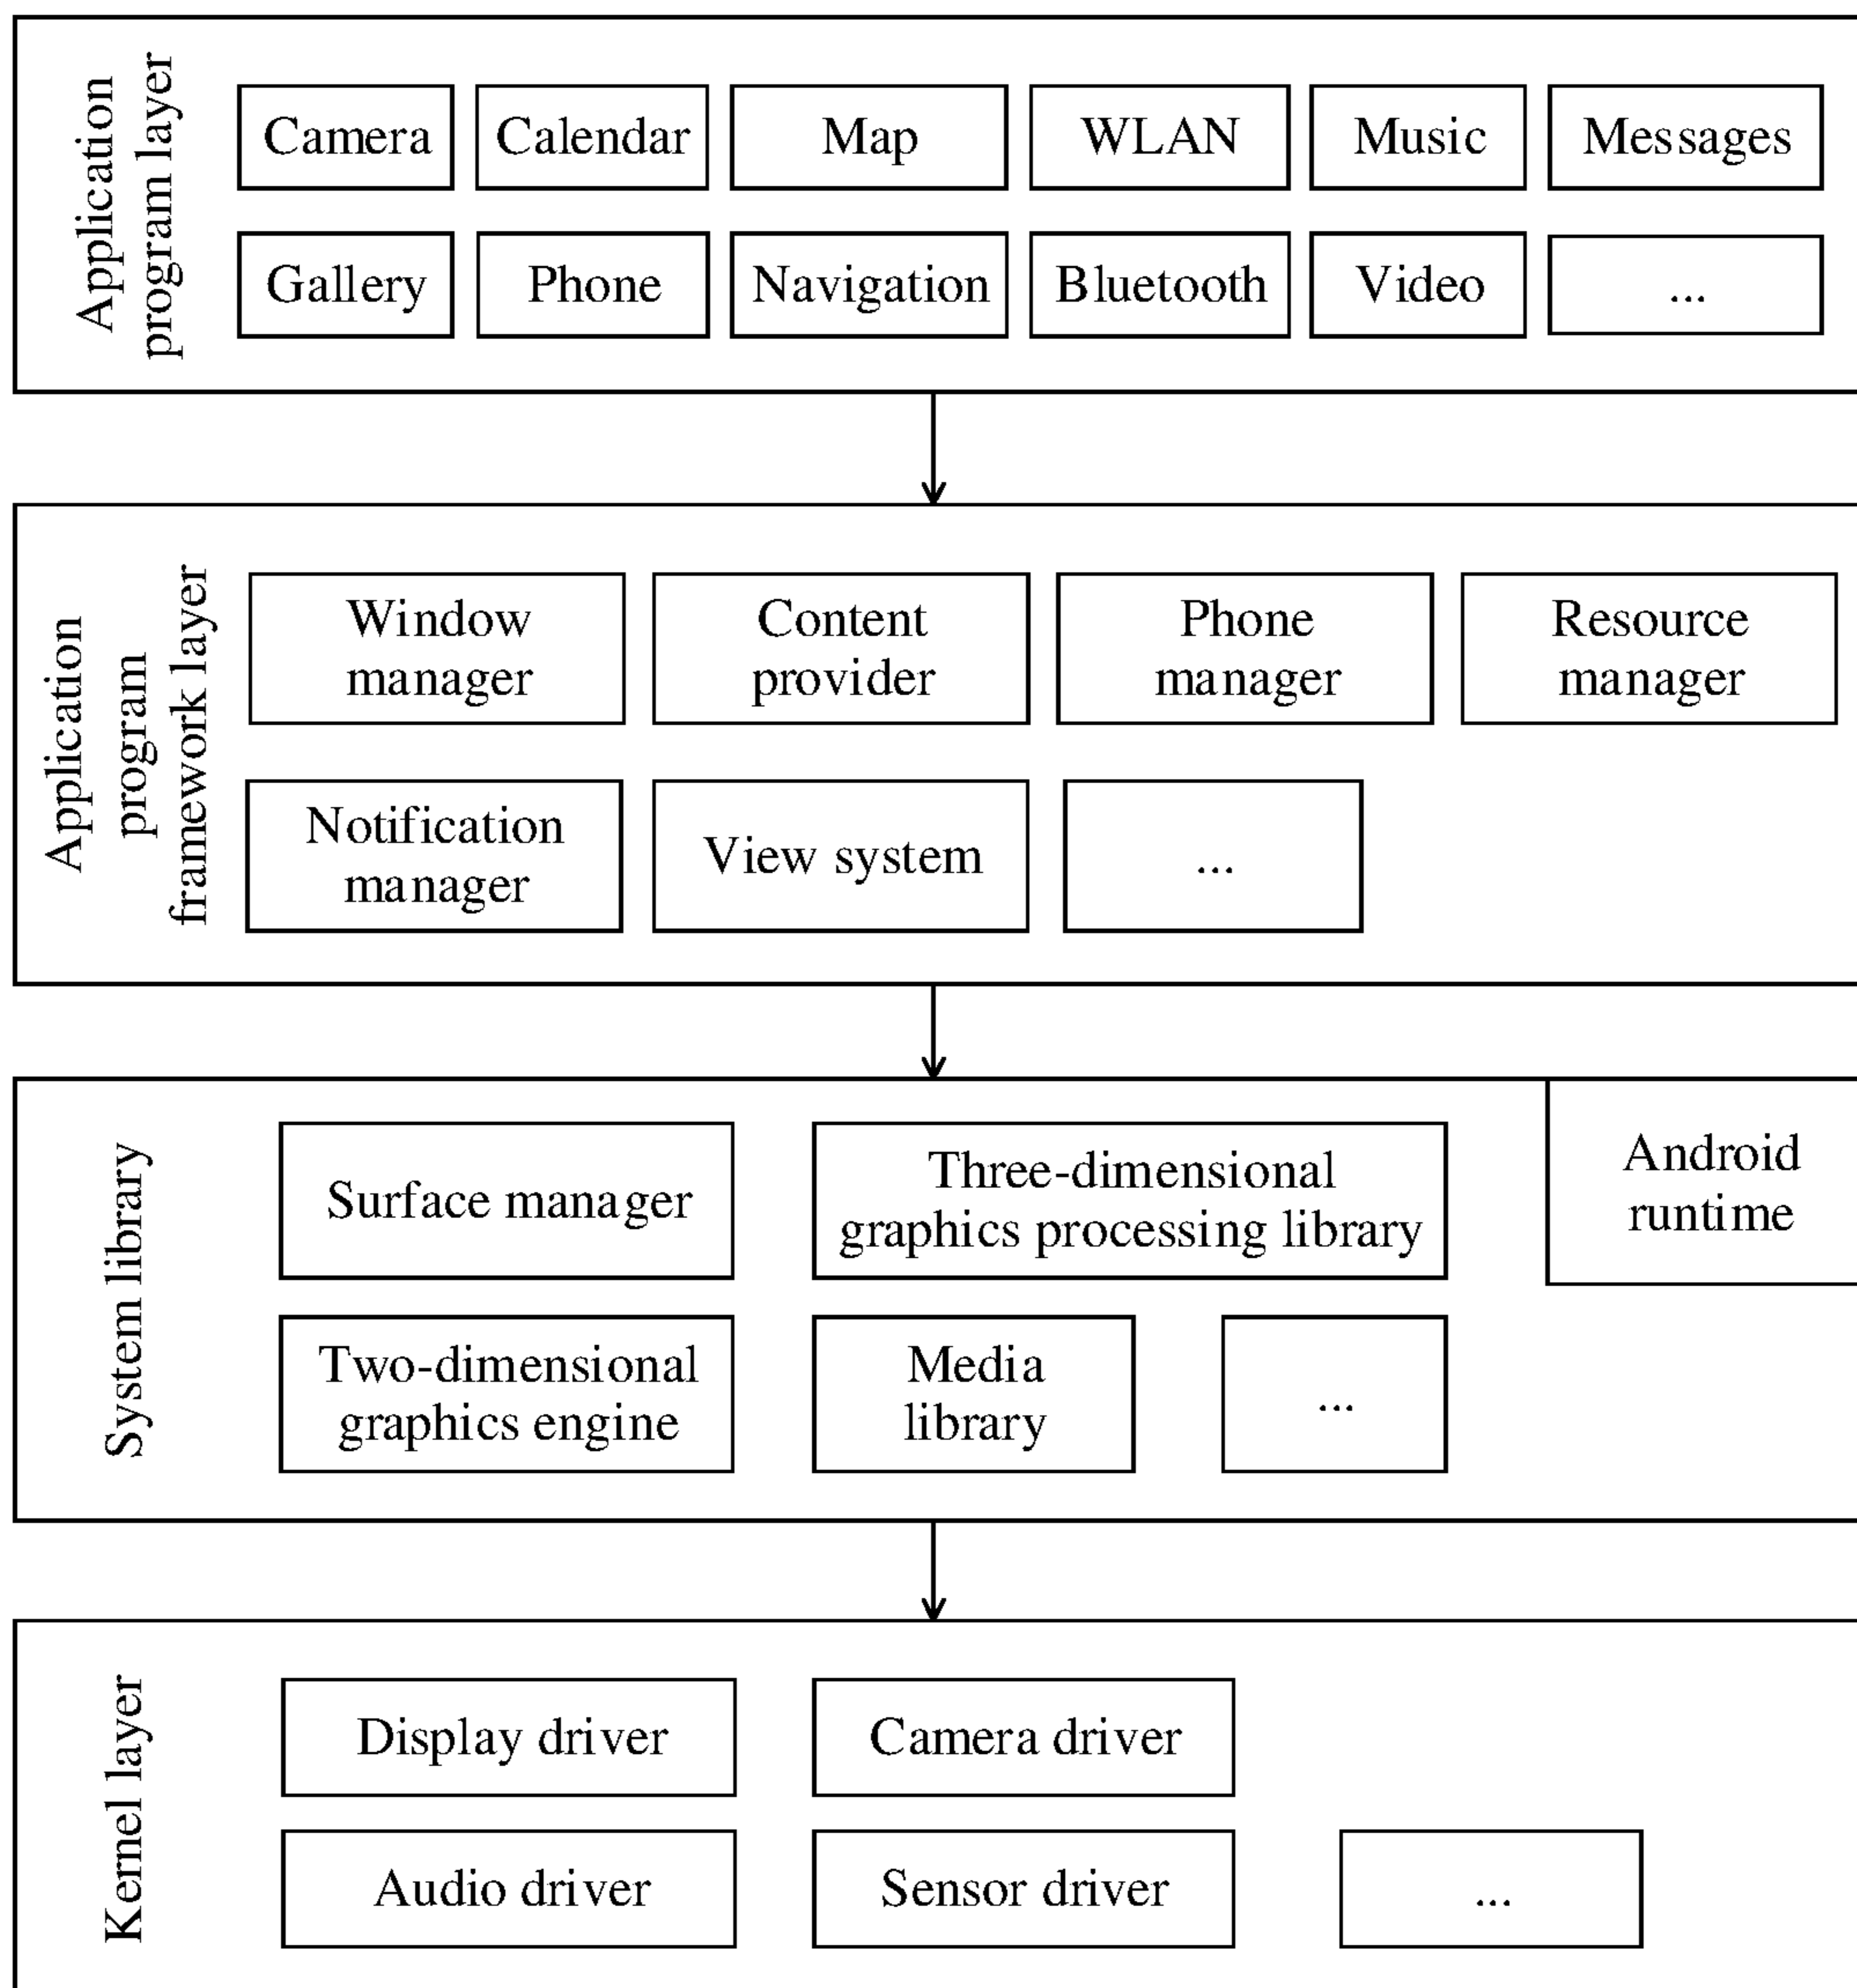 Application
program layer
Camera
Calendar
Map
WLAN
Music
Messages
Gallery
Phone
Navigation
Bluetooth
Video
...
Application
program
framework layer
Window
manager
Content
provider
Phone
manager
Resource
manager
Notification
manager
View system
...
System library
Surface manager
Three-dimensional
graphics processing library
Android
runtime
Two-dimensional
graphics engine
Media
library
...
Kernel layer
Display driver
Camera driver
Audio driver
Sensor driver
...